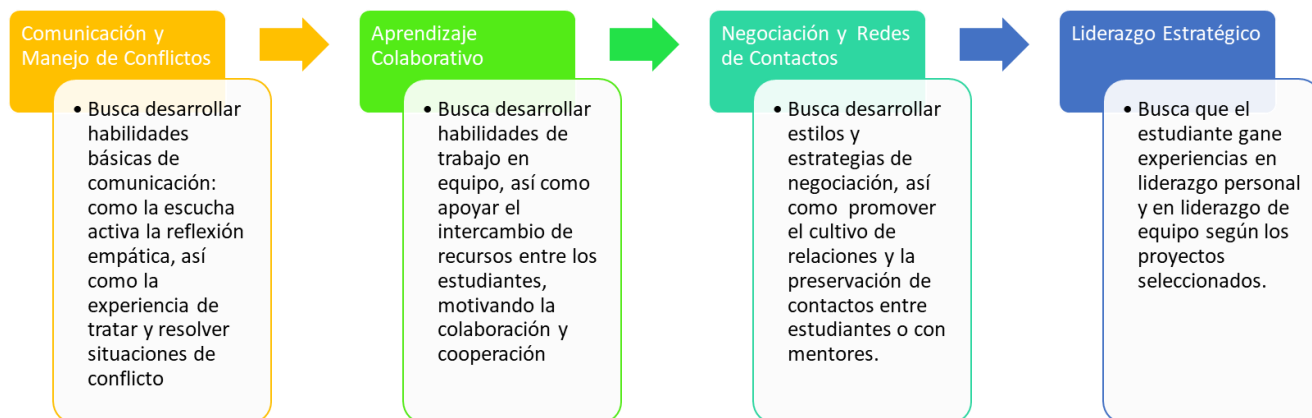 Comunicación y
Manejo de Conflictos
• Busca desarrollar
habilidades
básicas de
comunicación:
como la escucha
activa la reflexión
empática, así
como la
experiencia de
tratar y resolver
situaciones de
conflicto
Aprendizaje
Colaborativo
• Busca desarrollar
habilidades de
trabajo en
equipo, así como
apoyar el
intercambio de
recursos entre los
estudiantes,
motivando la
colaboración y
cooperación
Negociación y Redes
de Contactos
• Busca desarrollar
estilos y
estrategias de
negociación, así
como promover
el cultivo de
relaciones y la
preservación de
contactos entre
estudiantes o con
mentores.
Liderazgo Estratégico
• Busca que el
estudiante gane
experiencias en
liderazgo personal
y en liderazgo de
equipo según los
proyectos
seleccionados.